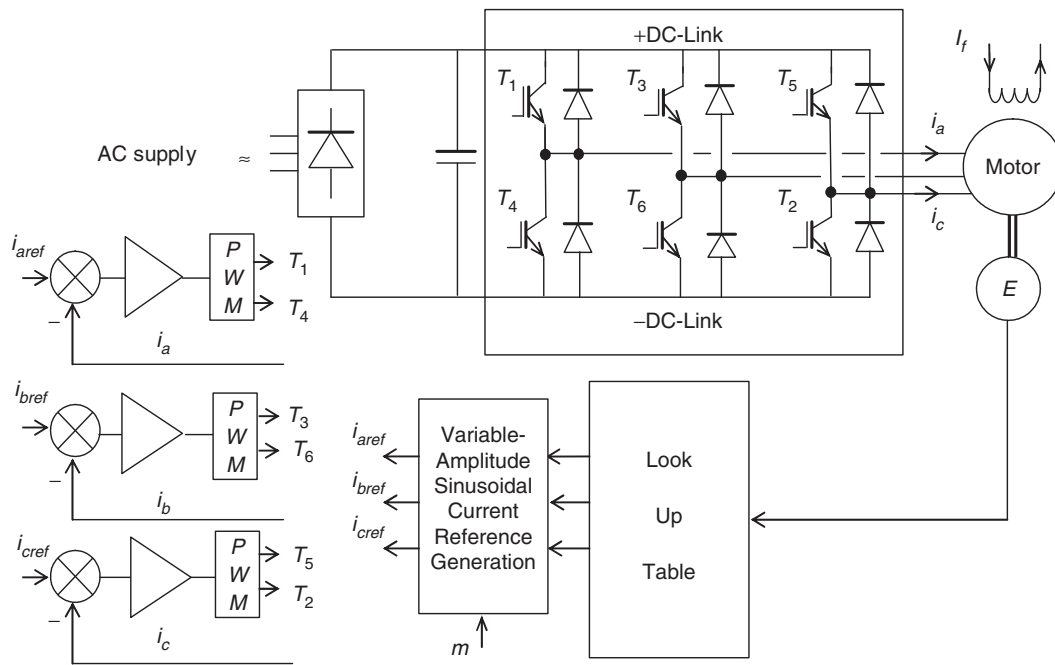 +DC-Link
I_f
T_1
T_3
T_5
i_a
AC supply ≈
Motor
T_4
T_6
T_2
i_c
i_aref
P
W
M
T_1
T_4
–
i_a
E
–DC-Link
i_bref
P
W
M
T_3
T_6
–
i_b
i_cref
P
W
M
T_5
T_2
–
i_c
i_aref
i_bref
i_cref
Variable-
Amplitude
Sinusoidal
Current
Reference
Generation
m
Look
Up
Table